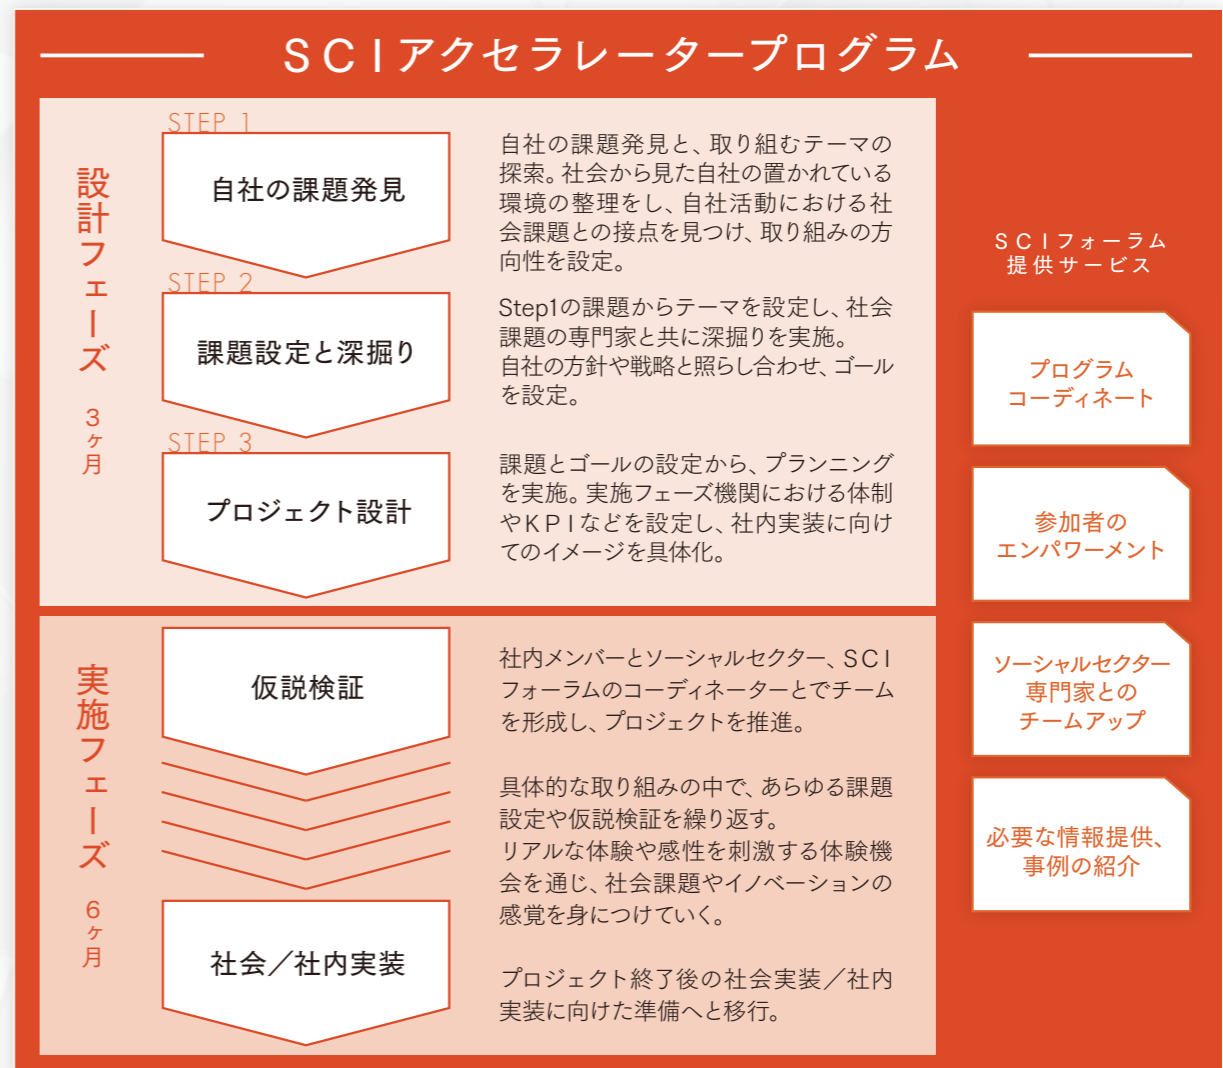 SCIアクセラレータープログラム
設計フェーズ 3ヶ月
STEP 1
自社の課題発見
自社の課題発見と、取り組むテーマの
探索。社会から見た自社の置かれている
環境の整理をし、自社活動における社
会課題との接点を見つけ、取り組みの方
向性を設定。
STEP 2
課題設定と深掘り
Step1の課題からテーマを設定し、社会
課題の専門家と共に深掘りを実施。
自社の方針や戦略と照らし合わせ、ゴール
を設定。
STEP 3
プロジェクト設計
課題とゴールの設定から、プランニング
を実施。実施フェーズ機関における体制
やKPIなどを設定し、社内実装に向け
てのイメージを具体化。
実施フェーズ 6ヶ月
仮説検証
社内メンバーとソーシャルセクター、SCI
フォーラムのコーディネーターとでチーム
を形成し、プロジェクトを推進。
具体的な取り組みの中で、あらゆる課題
設定や仮説検証を繰り返す。
リアルな体験や感性を刺激する体験機
会を通じ、社会課題やイノベーションの
感覚を身につけていく。
社会／社内実装
プロジェクト終了後の社会実装／社内
実装に向けた準備へと移行。
SCIフォーラム
提供サービス
プログラム
コーディネート
参加者の
エンパワーメント
ソーシャルセクター
専門家との
チームアップ
必要な情報提供、
事例の紹介